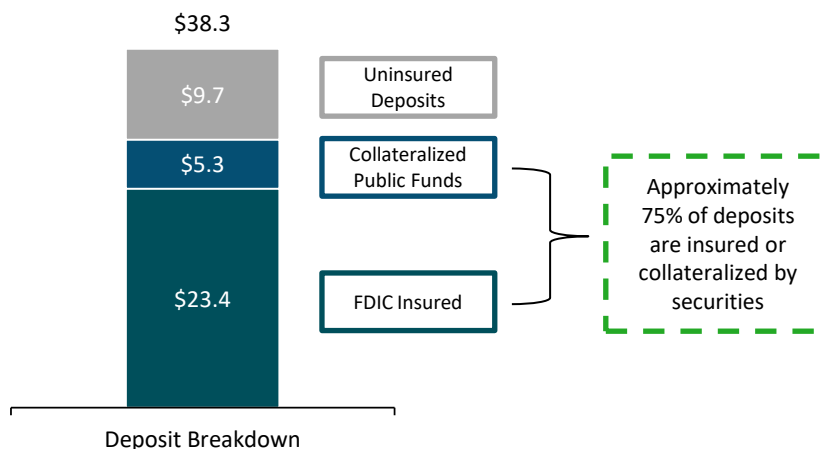 $38.3
$9.7
Uninsured
Deposits
$5.3
Collateralized
Public Funds
Approximately
75% of deposits
are insured or
collateralized by
securities
$23.4
FDIC Insured
Deposit Breakdown